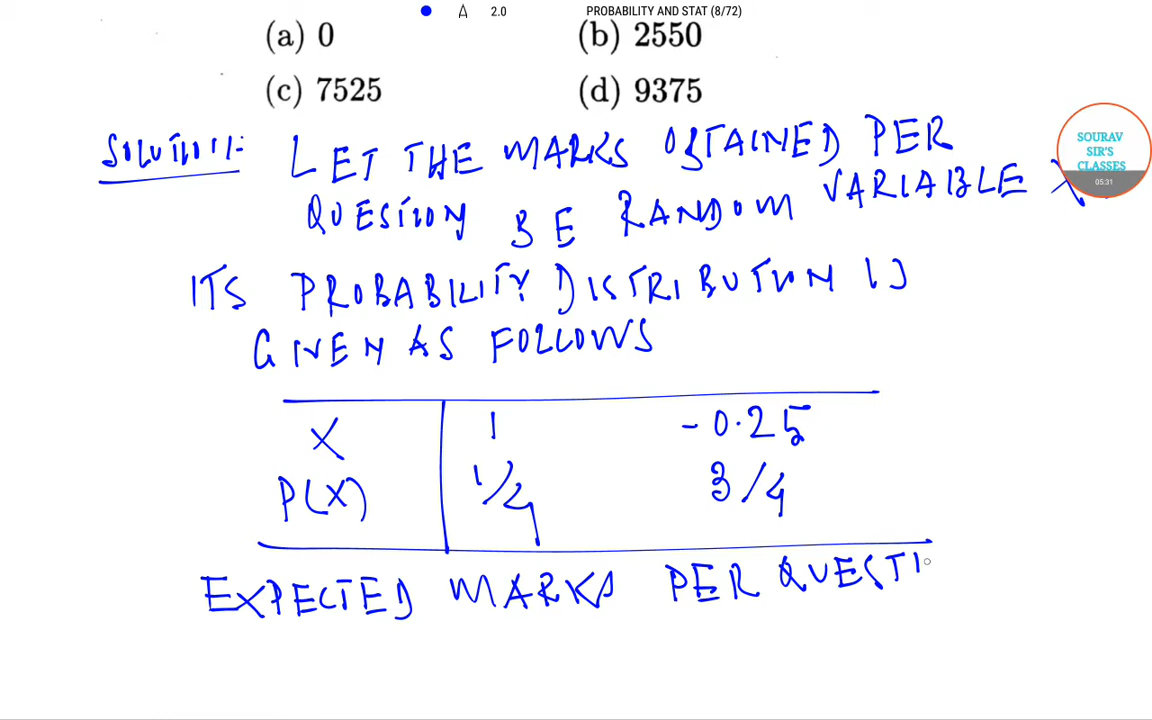 2.0 PROBABILITY AND STAT (8/72)
(a) 0 (b) 2550
(c) 7525 (d) 9375
SOLUTION:- LET THE MARKS OBTAINED PER
QUESTION BE RANDOM VARIABLE X.
SOURAV
SIR'S
CLASSES
05:31
ITS PROBABILITY DISTRIBUTION IS
GIVEN AS FOLLOWS
X 1 -0.25
P(X) 1/4 3/4
EXPECTED MARKS PER QUESTI